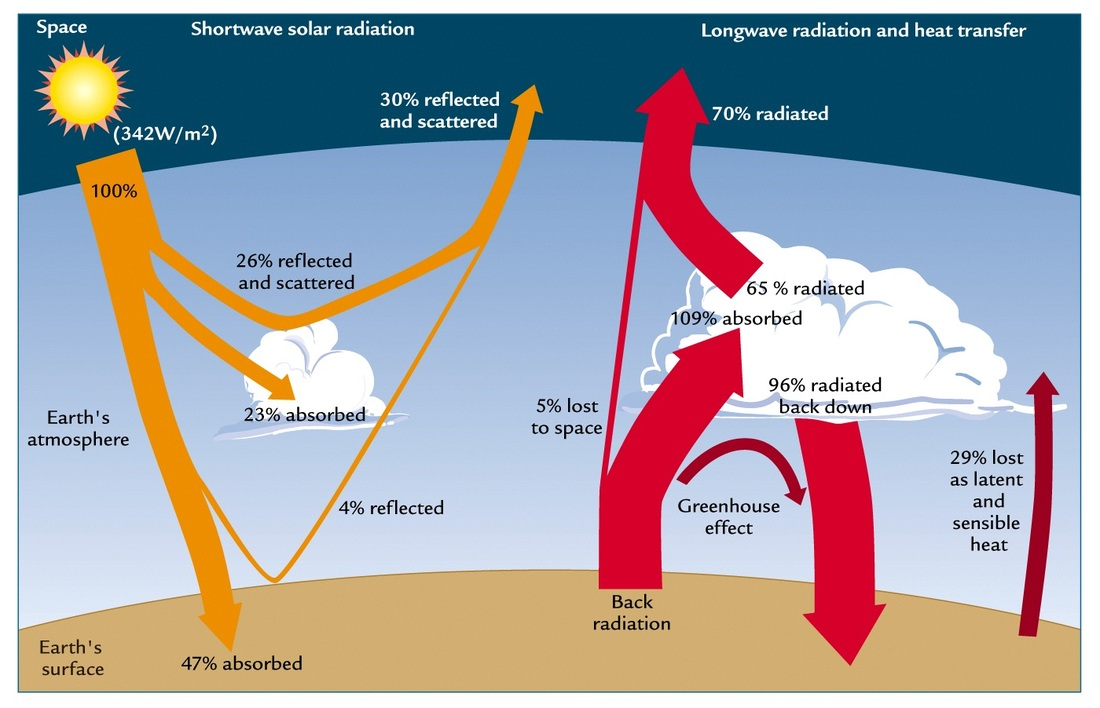 Space
Shortwave solar radiation
Longwave radiation and heat transfer
(342W/m²)
100%
30% reflected
and scattered
70% radiated
26% reflected
and scattered
23% absorbed
65 % radiated
109% absorbed
96% radiated
back down
Earth's
atmosphere
5% lost
to space
4% reflected
Greenhouse
effect
29% lost
as latent
and
sensible
heat
Back
radiation
Earth's
surface
47% absorbed